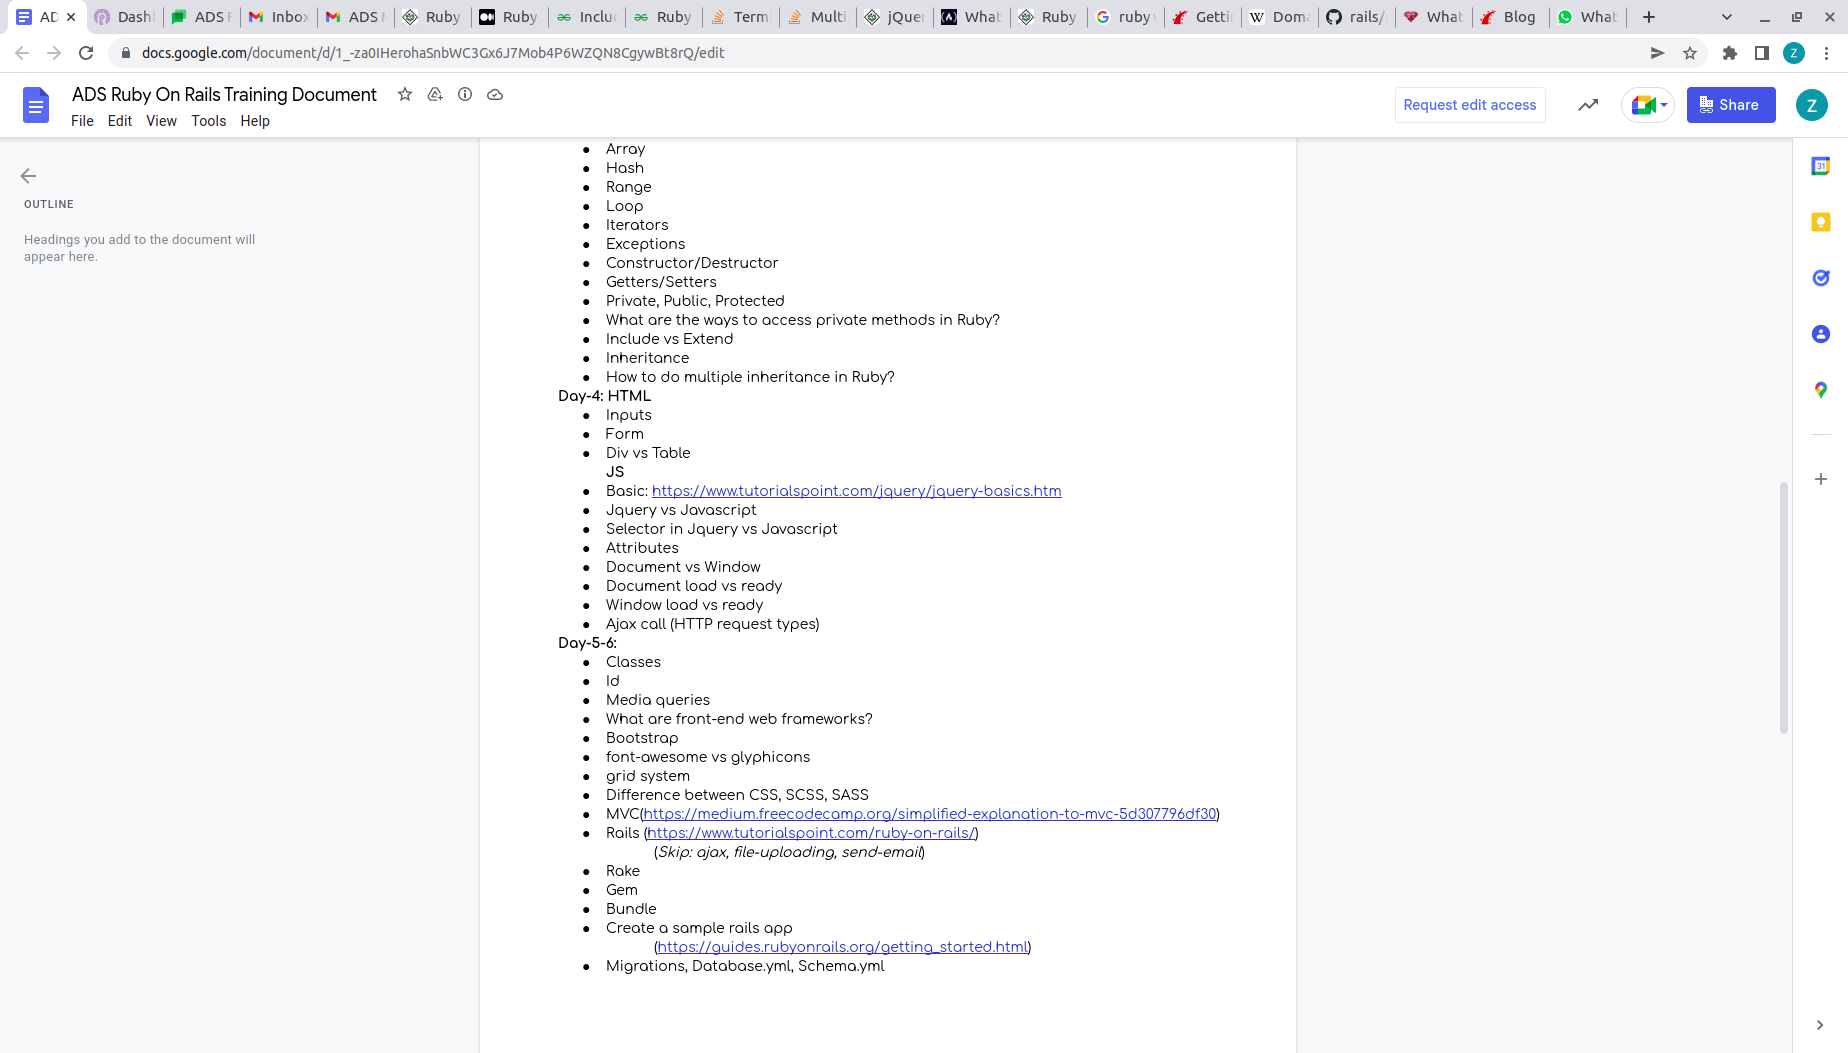 AD
Dashl
ADS F
Inbox
ADS M
Ruby
Ruby
Inclu
Ruby
Term
Multi
jQuer
What
Ruby
ruby
Getti
Doma
rails/
What
Blog
What
docs.google.com/document/d/1_-za0IHerohaSnbWC3Gx6J7Mob4P6WZQN8CgywBt8rQ/edit
Z
ADS Ruby On Rails Training Document
File Edit View Tools Help
Request edit access
Share
Z
OUTLINE
Headings you add to the document will
appear here.
● Array
● Hash
● Range
● Loop
● Iterators
● Exceptions
● Constructor/Destructor
● Getters/Setters
● Private, Public, Protected
● What are the ways to access private methods in Ruby?
● Include vs Extend
● Inheritance
● How to do multiple inheritance in Ruby?
Day-4: HTML
● Inputs
● Form
● Div vs Table
JS
● Basic: https://www.tutorialspoint.com/jquery/jquery-basics.htm
● Jquery vs Javascript
● Selector in Jquery vs Javascript
● Attributes
● Document vs Window
● Document load vs ready
● Window load vs ready
● Ajax call (HTTP request types)
Day-5-6:
● Classes
● Id
● Media queries
● What are front-end web frameworks?
● Bootstrap
● font-awesome vs glyphicons
● grid system
● Difference between CSS, SCSS, SASS
● MVC(https://medium.freecodecamp.org/simplified-explanation-to-mvc-5d307796df30)
● Rails (https://www.tutorialspoint.com/ruby-on-rails/)
(Skip: ajax, file-uploading, send-email)
● Rake
● Gem
● Bundle
● Create a sample rails app
(https://guides.rubyonrails.org/getting_started.html)
● Migrations, Database.yml, Schema.yml
31